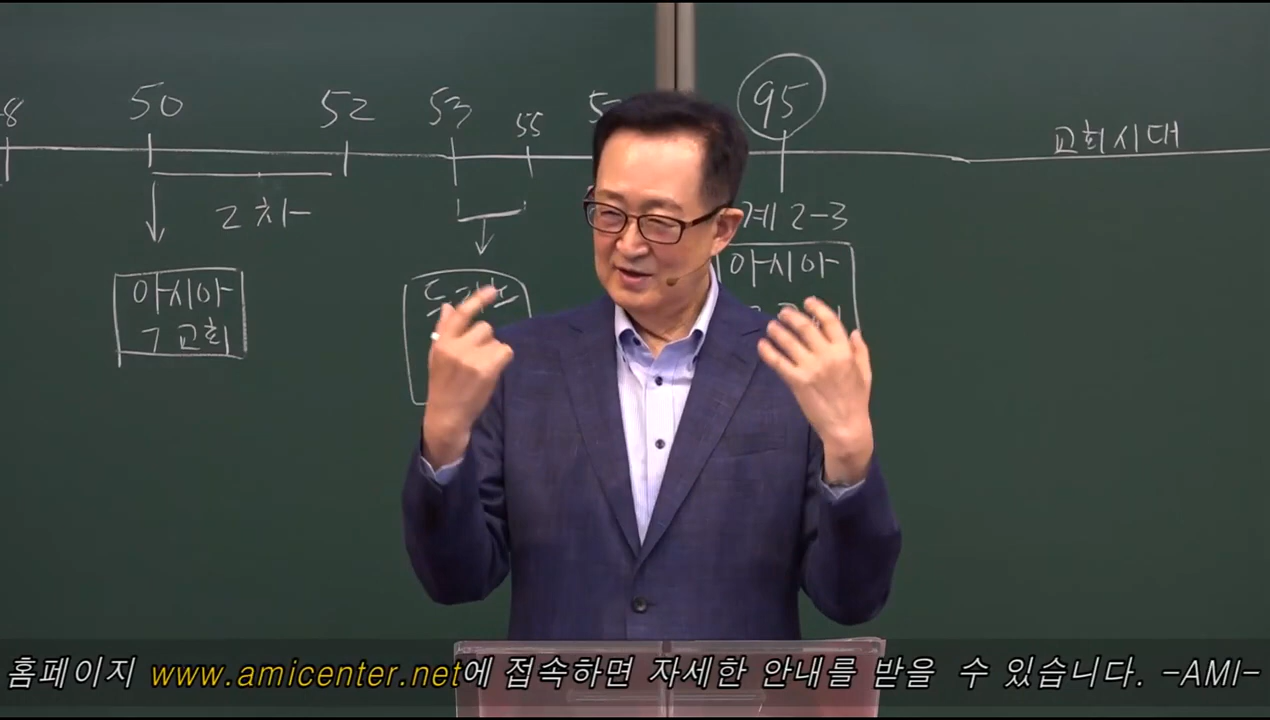 8 50 52 53 55 5 95
교회시대
2차
계 2-3
아시아
7 교회
아시아
홈페이지 www.amicenter.net에 접속하면 자세한 안내를 받을 수 있습니다. -AMI-